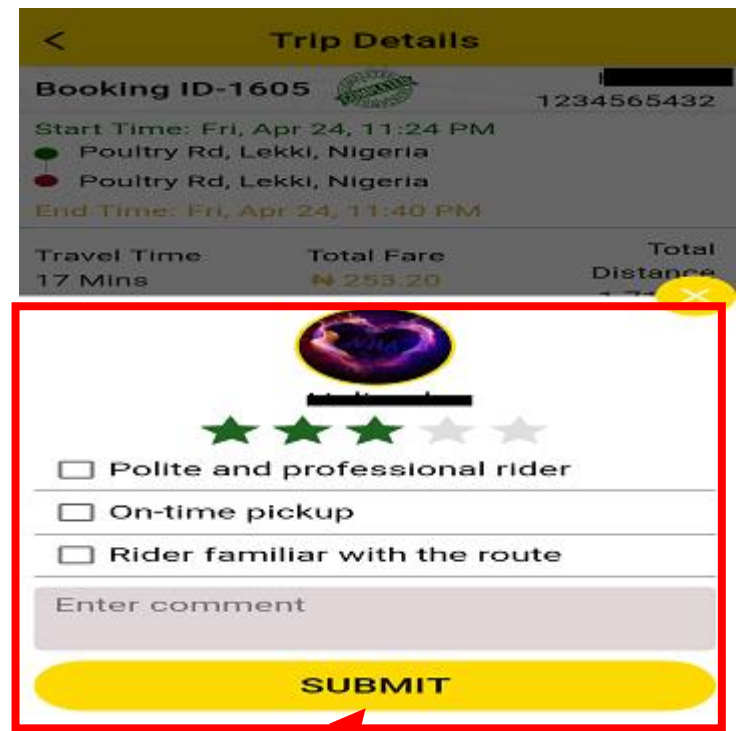 <
Trip Details
Booking ID-1605
1234565432
Start Time: Fri, Apr 24, 11:24 PM
Poultry Rd, Lekki, Nigeria
Poultry Rd, Lekki, Nigeria
End Time: Fri, Apr 24, 11:40 PM
Travel Time
17 Mins
Total Fare
₦ 253.20
Total
Distance
Polite and professional rider
On-time pickup
Rider familiar with the route
Enter comment
SUBMIT